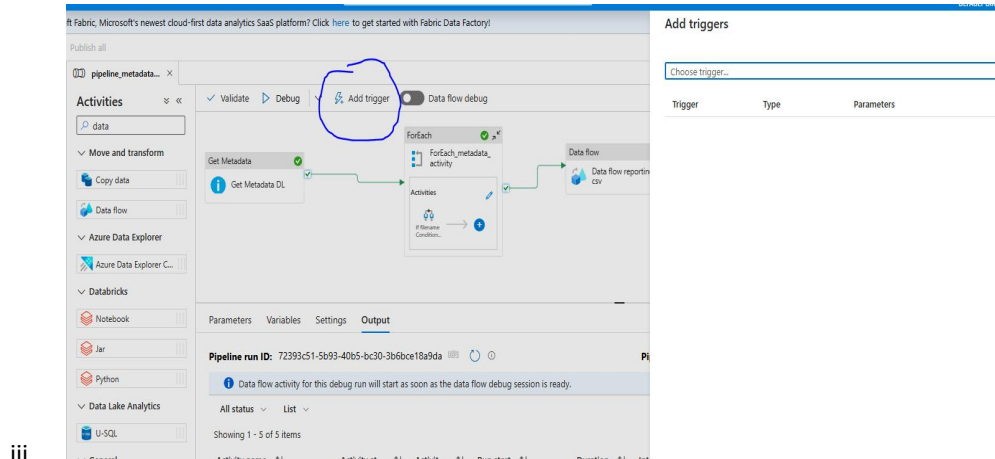 ft Fabric, Microsoft's newest cloud-first data analytics SaaS platform? Click here to get started with Fabric Data Factory!
Add triggers
Publish all
pipeline_metadata...
Choose trigger...
Activities
Validate Debug Add trigger Data flow debug
Trigger Type Parameters
data
Move and transform
Copy data
Data flow
Azure Data Explorer
Azure Data Explorer C...
Databricks
Notebook
Jar
Python
Data Lake Analytics
U-SQL
Get Metadata
Get Metadata DL
ForEach
ForEach_metadata_
activity
Activities
If filename
Condition...
Data flow
Data flow reporting
csv
Parameters Variables Settings Output
Pipeline run ID: 72393c51-5b93-40b5-bc30-3b6bce18a9da
Data flow activity for this debug run will start as soon as the data flow debug session is ready.
All status List
Showing 1 - 5 of 5 items
iii